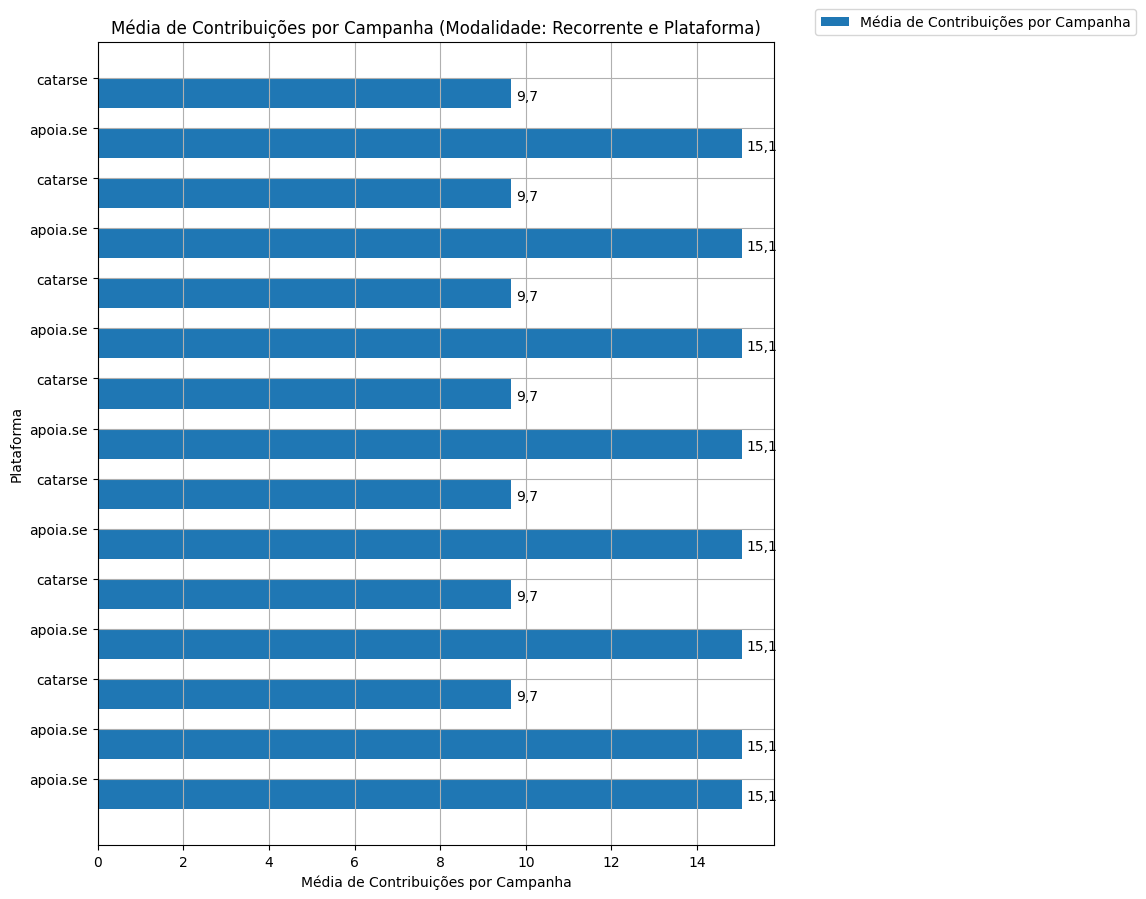 Média de Contribuições por Campanha (Modalidade: Recorrente e Plataforma)
Média de Contribuições por Campanha
catarse
9,7
apoia.se
15,1
catarse
9,7
apoia.se
15,1
catarse
9,7
apoia.se
15,1
catarse
9,7
apoia.se
15,1
catarse
9,7
apoia.se
15,1
catarse
9,7
apoia.se
15,1
catarse
9,7
apoia.se
15,1
apoia.se
15,1
Plataforma
0 2 4 6 8 10 12 14
Média de Contribuições por Campanha